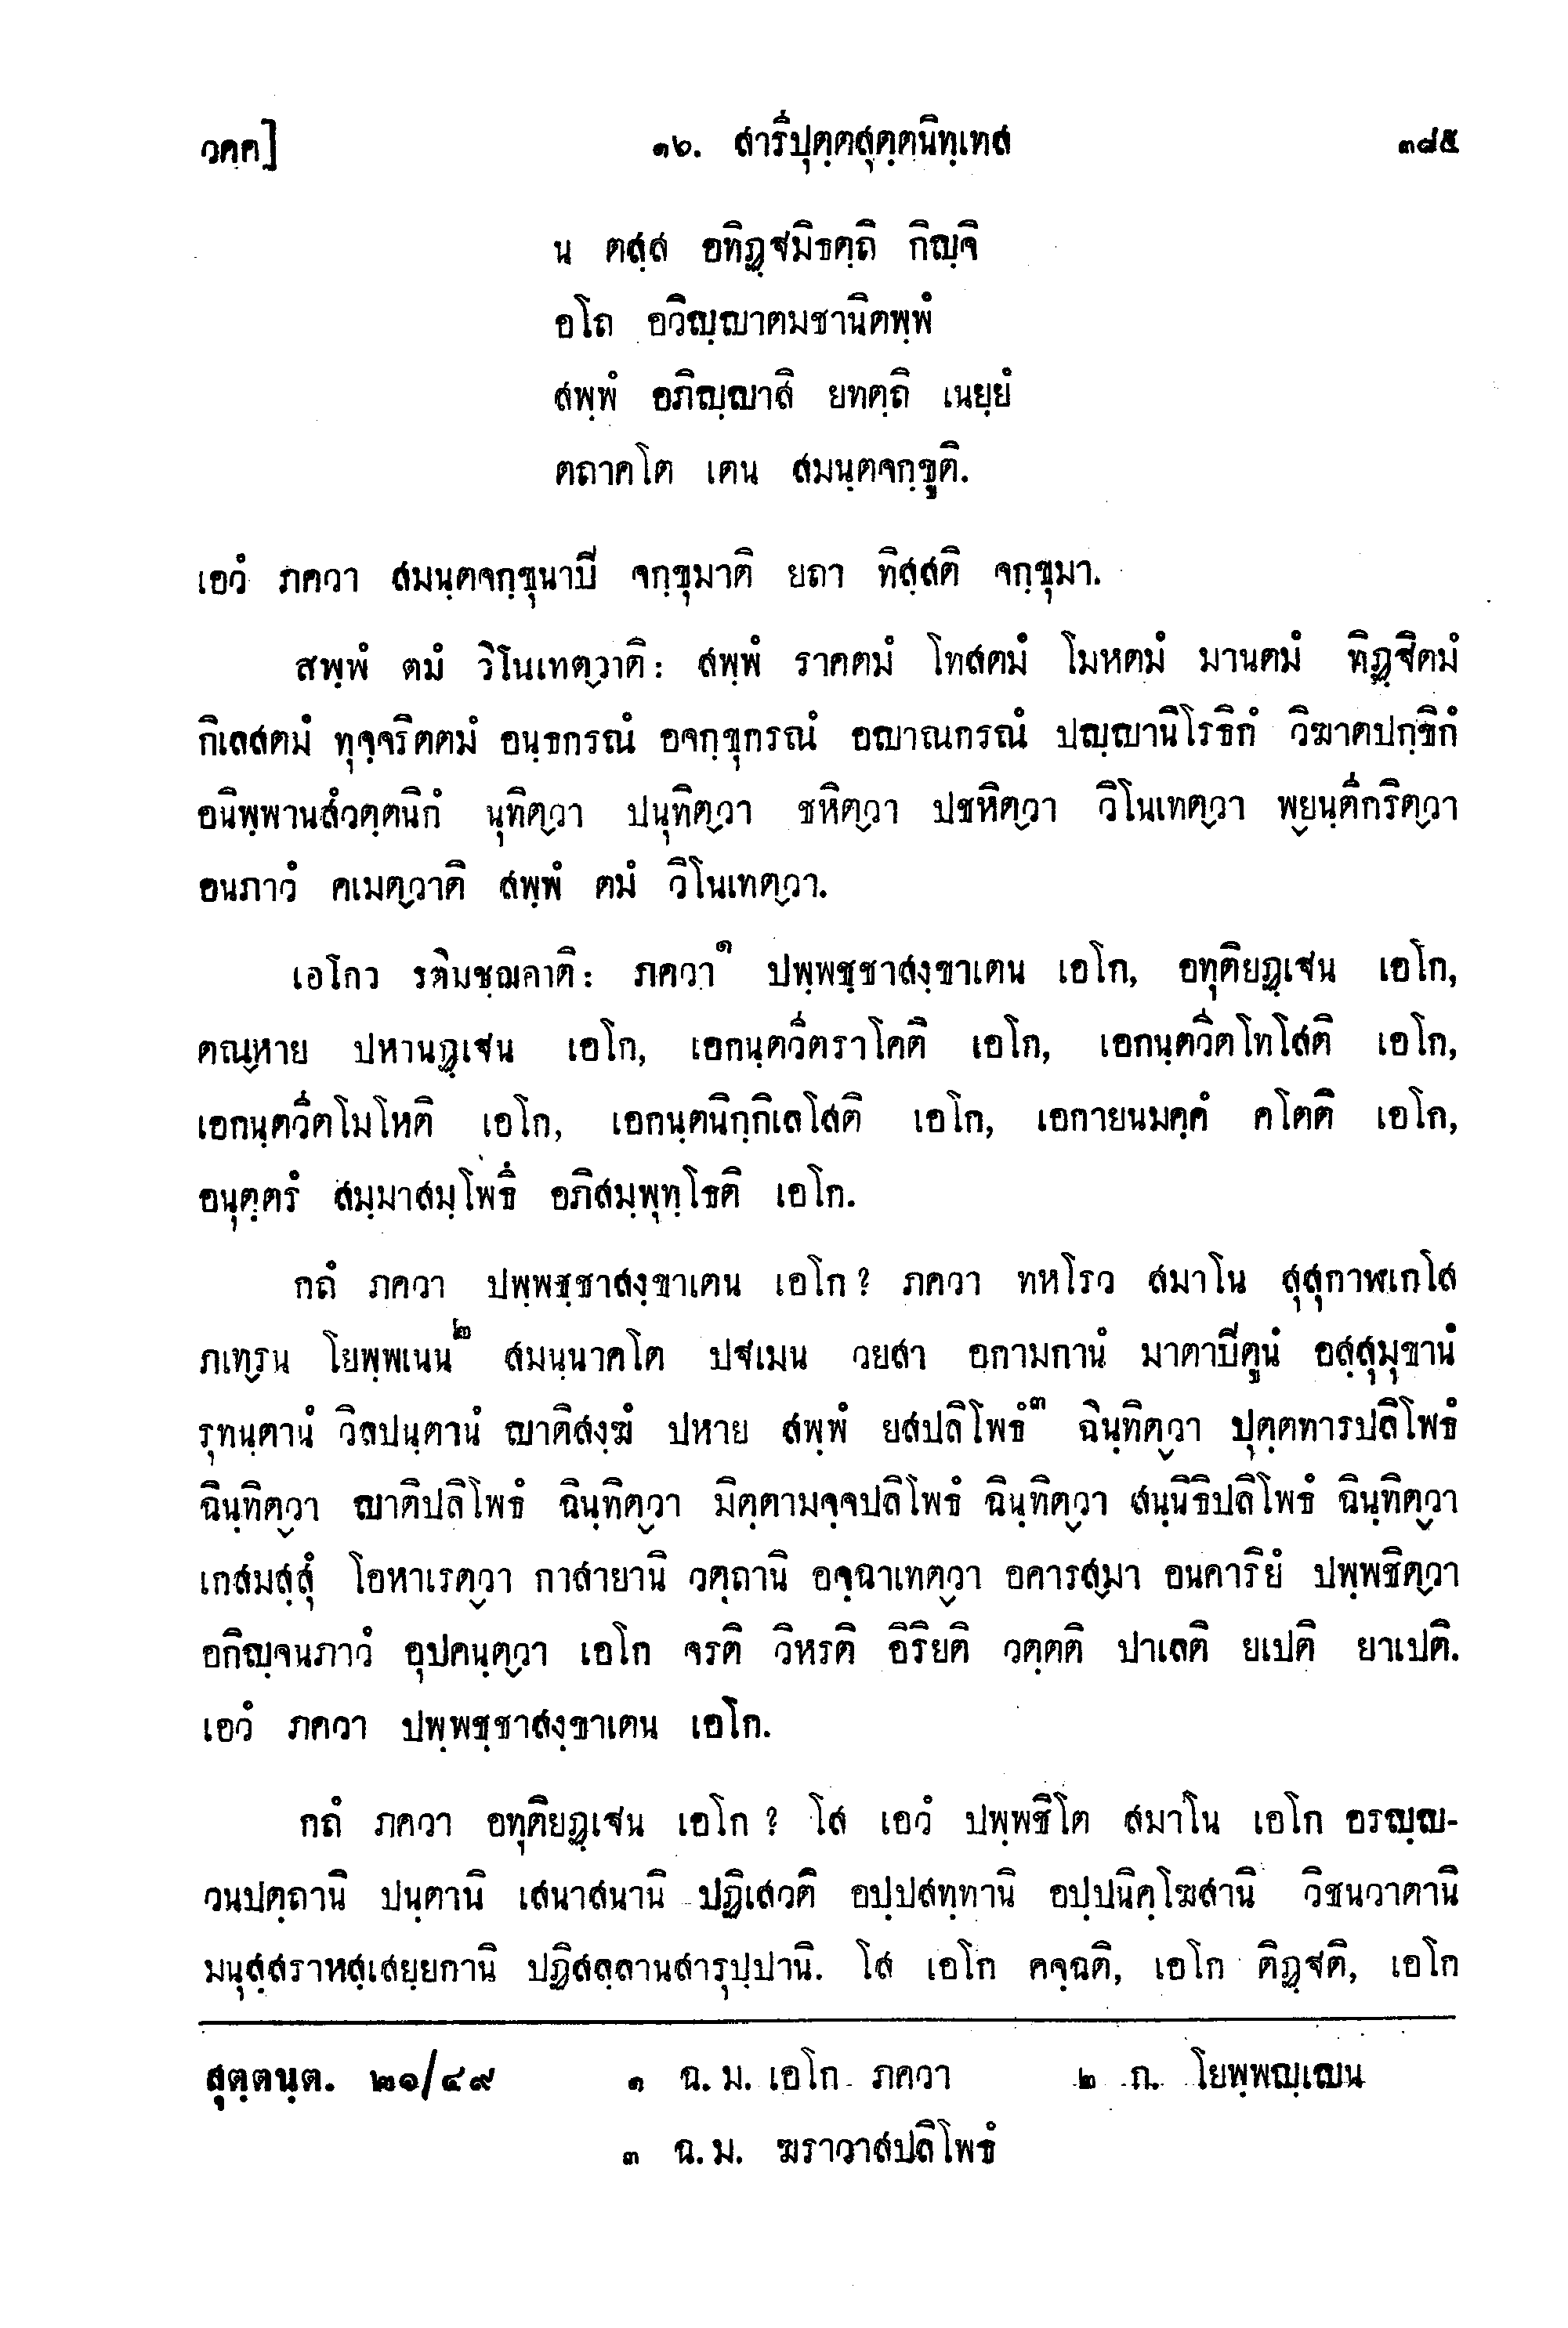 วคฺค]
๑๖. สารีปุตฺตสุตฺตนิทฺเทส
๓๘๕
น ตสฺส อทิฏฺฐมิธตฺถิ กิญฺจิ
อโถ อวิญฺญาตมชานิตพฺพํ
สพฺพํ อภิญฺญาสิ ยทตฺถิ เนยฺยํ
ตถาคโต เตน สมนฺตจกฺขูติ.
เอวํ ภควา สมนฺตจกฺขุนาปี จกฺขุมาติ ยถา ทิสฺสติ จกฺขุมา.
สพฺพํ ตมํ วิโนเทตฺวาติ: สพฺพํ ราคตมํ โทสตมํ โมหตมํ มานตมํ ทิฏฺฐิตมํ
กิเลสตมํ ทุจฺจริตตมํ อนฺธกรณํ อจกฺขุกรณํ อญาณกรณํ ปญฺญานิโรธิกํ วิฆาตปกฺขิกํ
อนิพฺพานสํวตฺตนิกํ นุทิตฺวา ปนุทิตฺวา ชหิตฺวา ปชหิตฺวา วิโนเทตฺวา พฺยนฺตีกริตฺวา
อนภาวํ คเมตฺวาติ สพฺพํ ตมํ วิโนเทตฺวา.
เอโกว รติมชฺฌคาติ: ภควา๑ ปพฺพชฺชาสงฺขาเตน เอโก, อทุติยฏฺเฐน เอโก,
ตณฺหาย ปหานฏฺเฐน เอโก, เอกนฺตวีตราโคติ เอโก, เอกนฺตวีตโทโสติ เอโก,
เอกนฺตวีตโมโหติ เอโก, เอกนฺตนิกฺกิเลโสติ เอโก, เอกายนมคฺคํ คโตติ เอโก,
อนุตฺตรํ สมฺมาสมฺโพธึ อภิสมฺพุทฺโธติ เอโก.
กถํ ภควา ปพฺพชฺชาสงฺขาเตน เอโก? ภควา ทหโรว สมาโน สุสุกาฬเกโส
ภเทฺรน โยพฺพเนน๒ สมนฺนาคโต ปฐเมน วยสา อกามกานํ มาตาปีตูนํ อสฺสุมุขานํ
รุทนฺตานํ วิลปนฺตานํ ญาติสงฺฆํ ปหาย สพฺพํ ยสปลิโพธํ๓ ฉินฺทิตฺวา ปุตฺตทารปลิโพธํ
ฉินฺทิตฺวา ญาติปลิโพธํ ฉินฺทิตฺวา มิตฺตามจฺจปลิโพธํ ฉินฺทิตฺวา สนฺนิธิปลิโพธํ ฉินฺทิตฺวา
เกสมสฺสุํ โอหาเรตฺวา กาสายานิ วตฺถานิ อจฺฉาเทตฺวา อคารสฺมา อนคาริยํ ปพฺพชิตฺวา
อกิญฺจนภาวํ อุปคนฺตฺวา เอโก จรติ วิหรติ อิริยติ วตฺตติ ปาเลติ ยเปติ ยาเปติ.
เอวํ ภควา ปพฺพชฺชาสงฺขาเตน เอโก.
กถํ ภควา อทุติยฏฺเฐน เอโก? โส เอวํ ปพฺพชิโต สมาโน เอโก อรญฺญ-
วนปตฺถานิ ปนฺตานิ เสนาสนานิ ปฏิเสวติ อปฺปสทฺทานิ อปฺปนิคฺโฆสานิ วิชนวาตานิ
มนุสฺสราหสฺเสยฺยกานิ ปฏิสลฺลานสารุปฺปานิ. โส เอโก คจฺฉติ, เอโก ติฏฺฐติ, เอโก
สุตฺตนฺต. ๒๑/๔๙
๑ ฉ.ม. เอโก ภควา
๒ ก. โยพฺพญฺเญน
๓ ฉ.ม. ฆราวาสปลิโพธํ